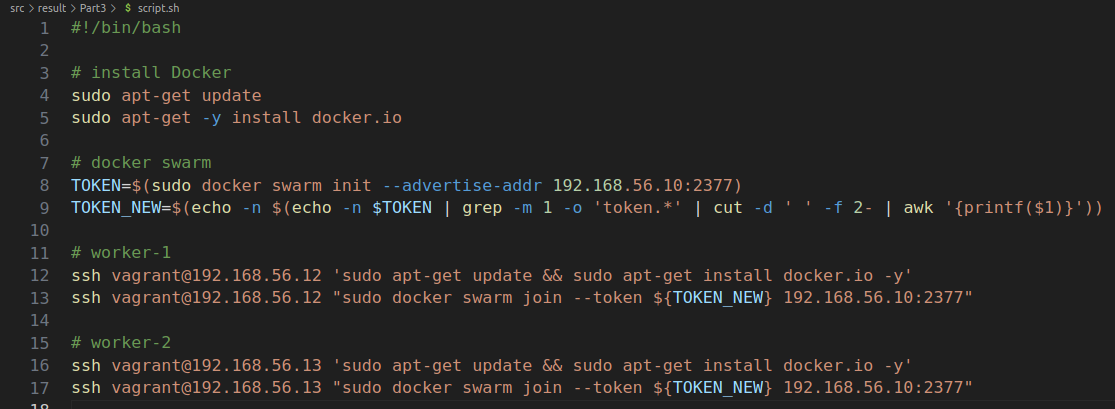 src > result > Part3 > $ script.sh
1 #!/bin/bash
2
3 # install Docker
4 sudo apt-get update
5 sudo apt-get -y install docker.io
6
7 # docker swarm
8 TOKEN=$(sudo docker swarm init --advertise-addr 192.168.56.10:2377)
9 TOKEN_NEW=$(echo -n $(echo -n $TOKEN | grep -m 1 -o 'token.*' | cut -d ' ' -f 2- | awk '{printf($1)}'))
10
11 # worker-1
12 ssh vagrant@192.168.56.12 'sudo apt-get update && sudo apt-get install docker.io -y'
13 ssh vagrant@192.168.56.12 "sudo docker swarm join --token ${TOKEN_NEW} 192.168.56.10:2377"
14
15 # worker-2
16 ssh vagrant@192.168.56.13 'sudo apt-get update && sudo apt-get install docker.io -y'
17 ssh vagrant@192.168.56.13 "sudo docker swarm join --token ${TOKEN_NEW} 192.168.56.10:2377"
18